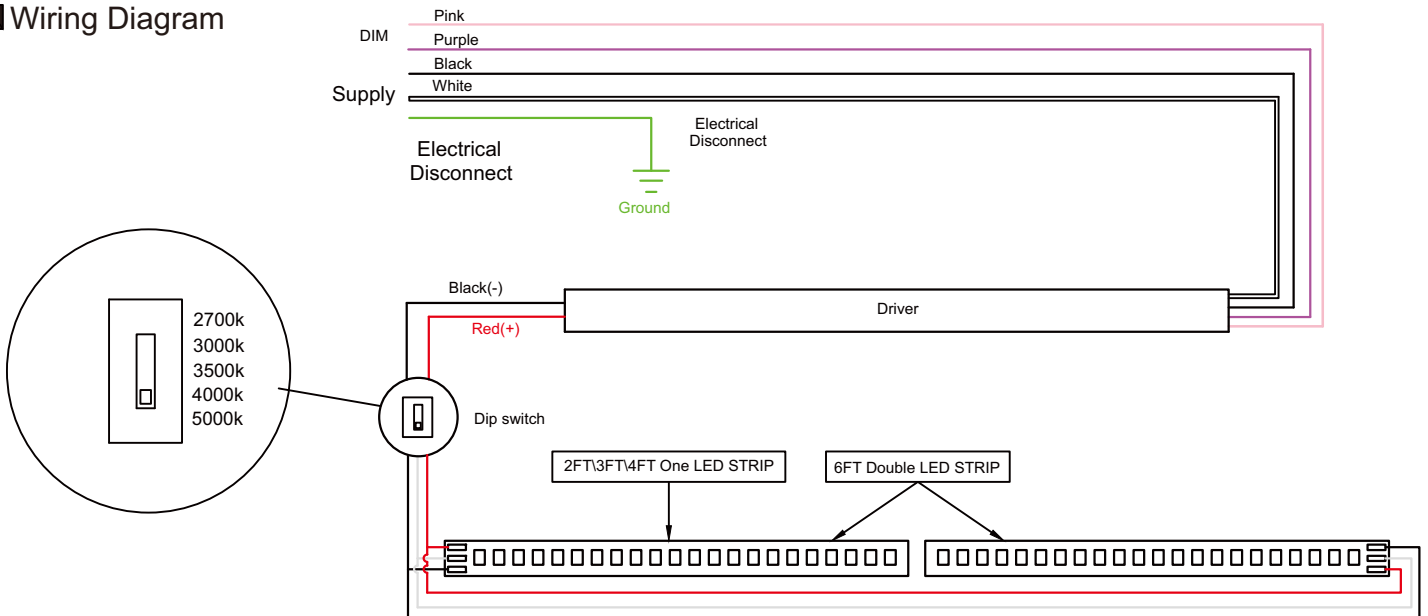 Wiring Diagram
Pink
DIM
Purple
Black
White
Supply
Electrical
Disconnect
Electrical
Disconnect
Ground
Black(-)
Driver
Red(+)
2700k
3000k
3500k
4000k
5000k
Dip switch
2FT\3FT\4FT One LED STRIP
6FT Double LED STRIP